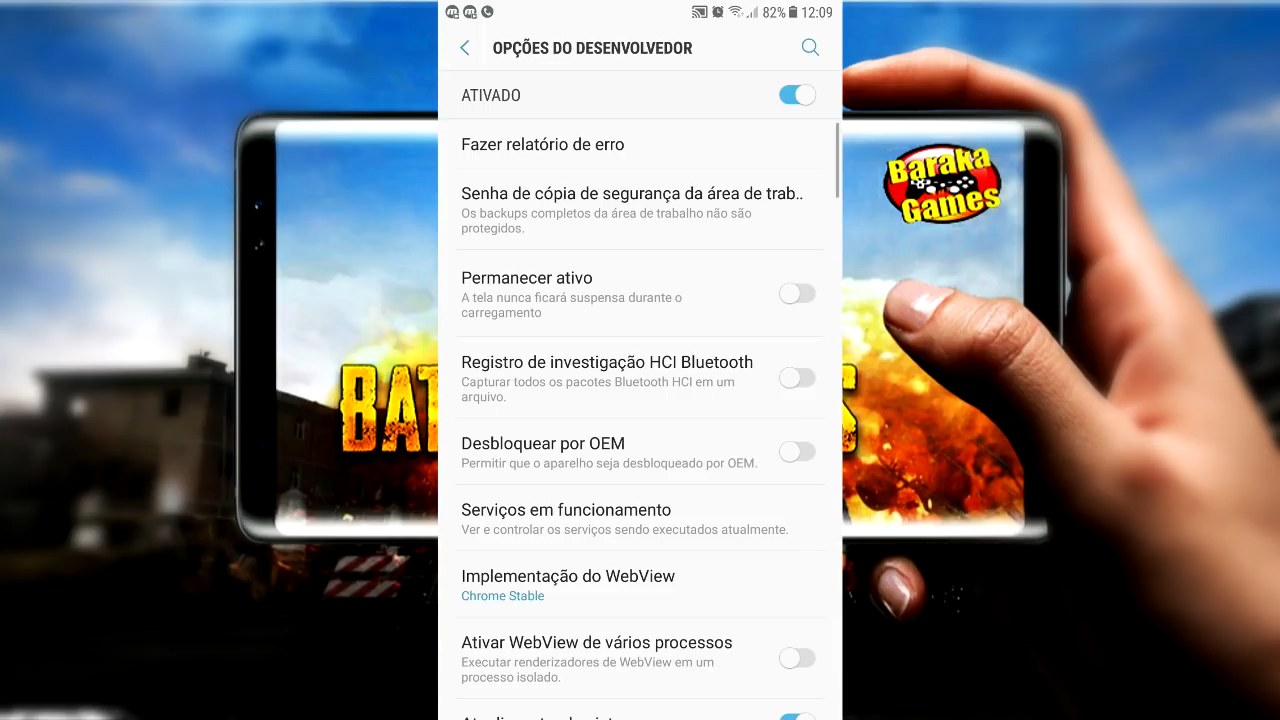 82% 12:09
OPÇÕES DO DESENVOLVEDOR
ATIVADO
Fazer relatório de erro
Senha de cópia de segurança da área de trab..
Os backups completos da área de trabalho não são
protegidos.
Permanecer ativo
A tela nunca ficará suspensa durante o
carregamento
Registro de investigação HCI Bluetooth
Capturar todos os pacotes Bluetooth HCI em um
arquivo.
Desbloquear por OEM
Permitir que o aparelho seja desbloqueado por OEM.
Serviços em funcionamento
Ver e controlar os serviços sendo executados atualmente.
Implementação do WebView
Chrome Stable
Ativar WebView de vários processos
Executar renderizadores de WebView em um
processo isolado.
Baraka
Games
BAT
S